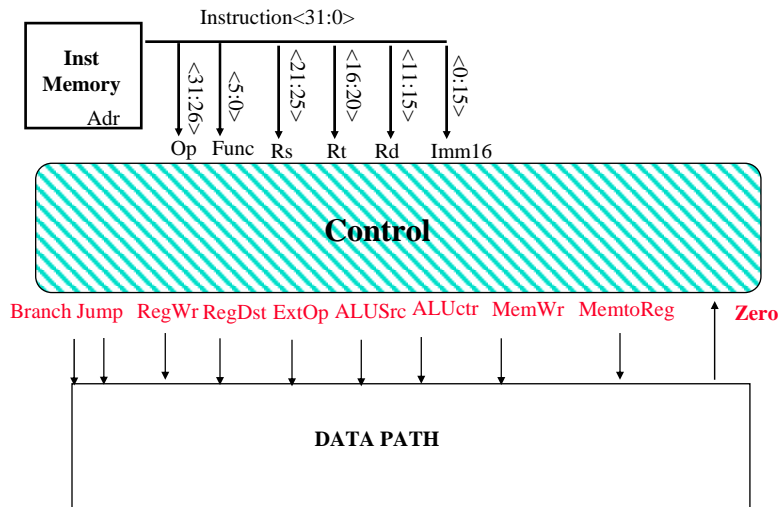 Instruction<31:0>
Inst
Memory
Adr
<31:26>
<5:0>
<21:25>
<16:20>
<11:15>
<0:15>
Op Func Rs Rt Rd Imm16
Control
Branch Jump RegWr RegDst ExtOp ALUSrc ALUctr MemWr MemtoReg Zero
DATA PATH